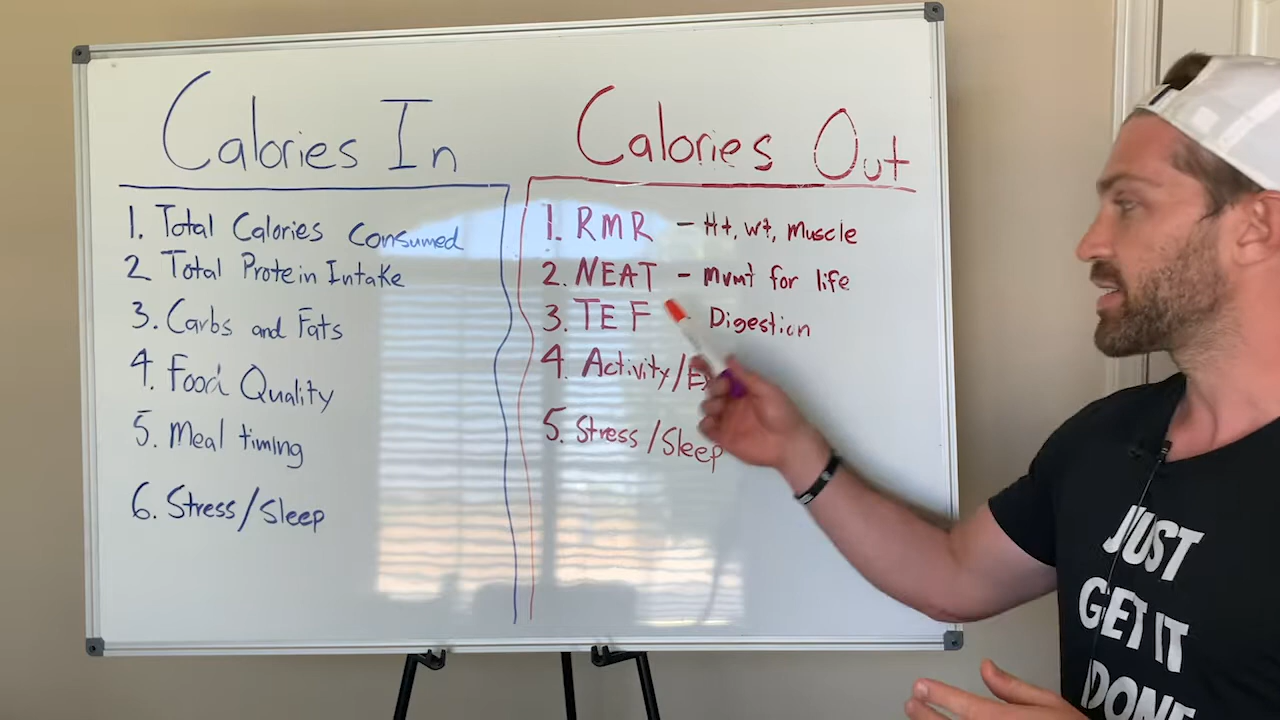 Calories In
1. Total Calories Consumed
2 Total Protein Intake
3. Carbs and Fats
4. Food Quality
5. Meal timing
6. Stress/Sleep
Calories Out
1. RMR - Ht, wt, Muscle
2. NEAT - mvmt for life
3. TEF - Digestion
4. Activity/
5. Stress/Sleep
JUST
GET IT
DONE